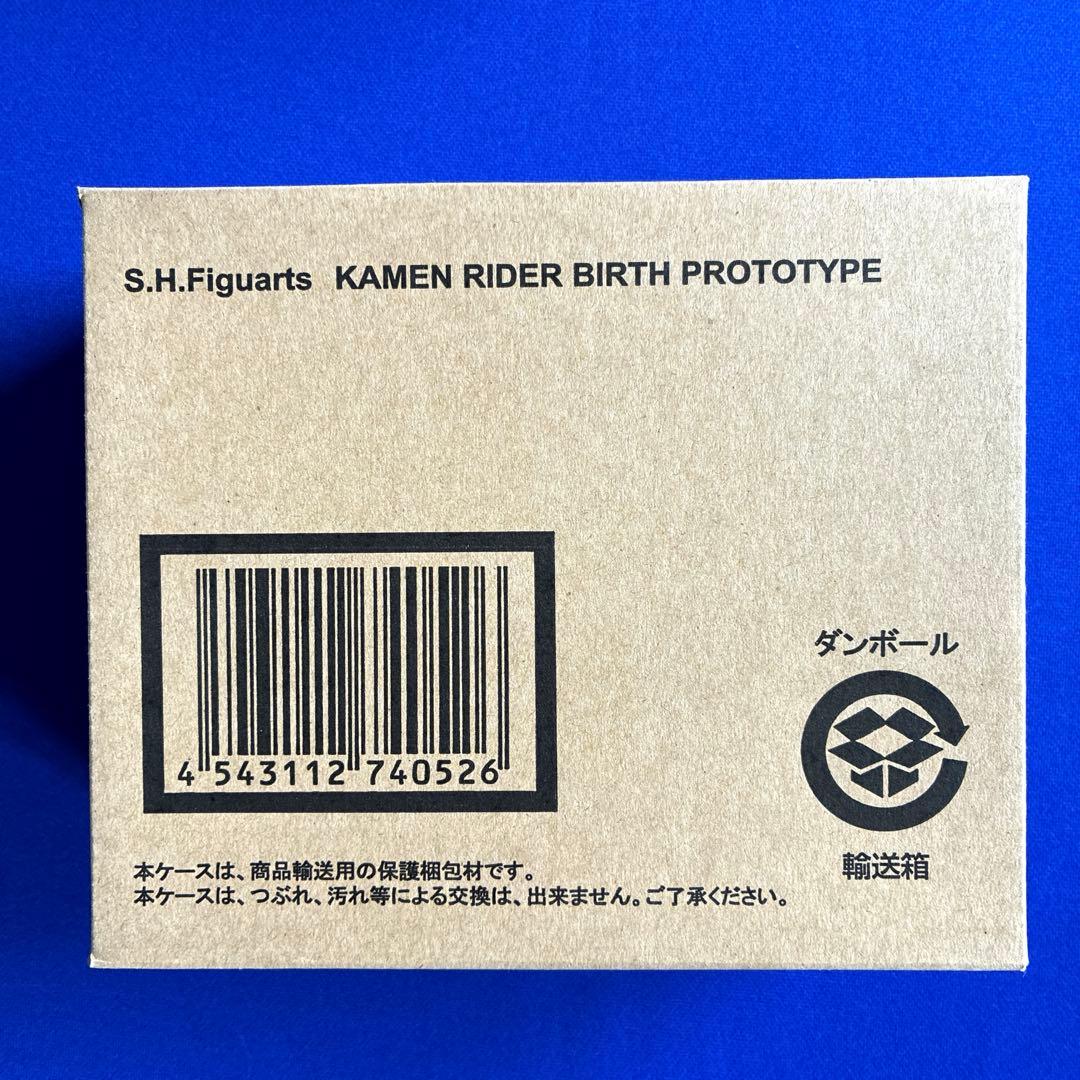 S.H.Figuarts KAMEN RIDER BIRTH PROTOTYPE
4 543112 740526
ダンボール
輸送箱
本ケースは、商品輸送用の保護梱包材です。
本ケースは、つぶれ、汚れ等による交換は、出来ません。ご了承ください。